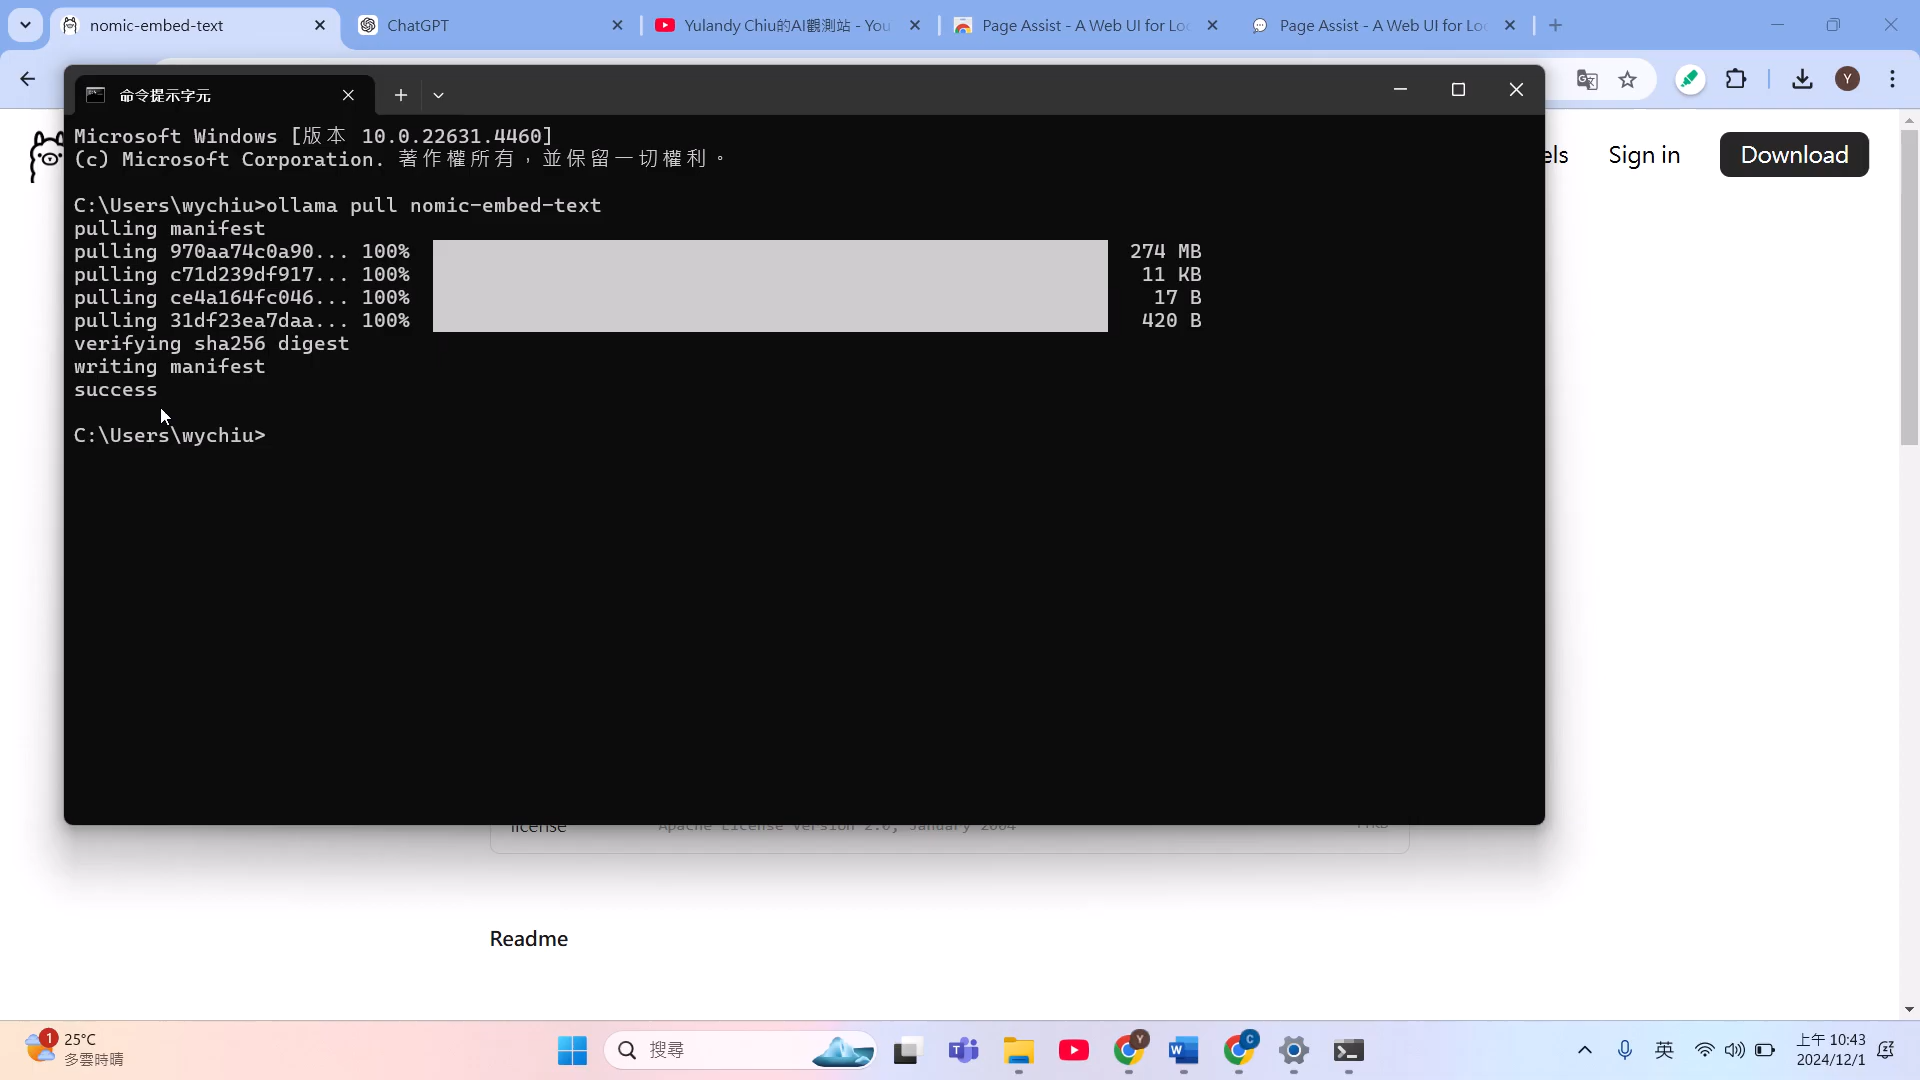 nomic-embed-text
ChatGPT
Yulandy Chiu的AI觀測站 - You
Page Assist - A Web UI for Lo
Page Assist - A Web UI for Lo
Y
命令提示字元
els
Sign in
Download
Microsoft Windows [版本 10.0.22631.4460]
(c) Microsoft Corporation. 著作權所有，並保留一切權利。
C:\Users\wychiu>ollama pull nomic-embed-text
pulling manifest
pulling 970aa74c0a90... 100% 274 MB
pulling c71d239df917... 100% 11 KB
pulling ce4a164fc046... 100% 17 B
pulling 31df23ea7daa... 100% 420 B
verifying sha256 digest
writing manifest
success
C:\Users\wychiu>
license Apache License Version 2.0, January 2004
Readme
1
25°C
多雲時晴
搜尋
Y
C
英
上午 10:43
2024/12/1